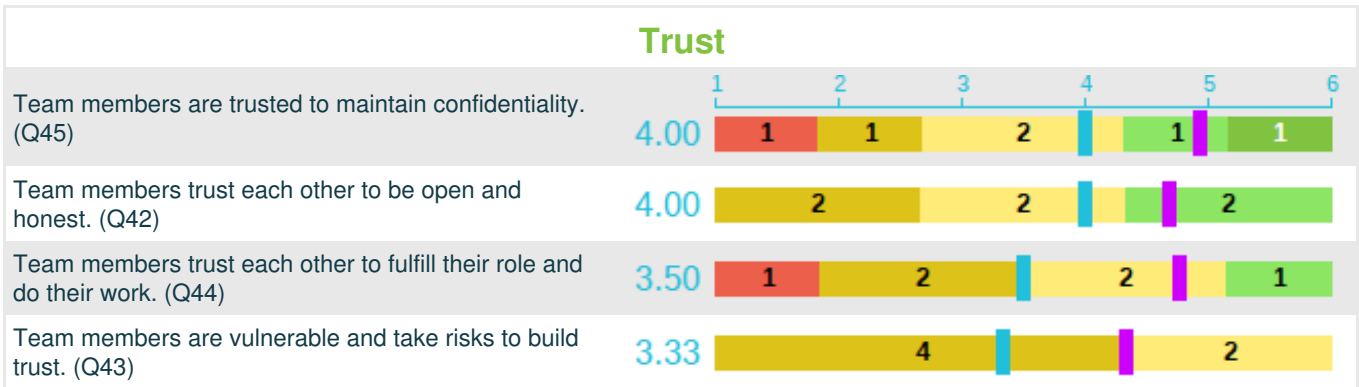 Trust
1 2 3 4 5 6
Team members are trusted to maintain confidentiality.
(Q45)
4.00 1 1 2 1 1
Team members trust each other to be open and
honest. (Q42)
4.00 2 2 2
Team members trust each other to fulfill their role and
do their work. (Q44)
3.50 1 2 2 1
Team members are vulnerable and take risks to build
trust. (Q43)
3.33 4 2